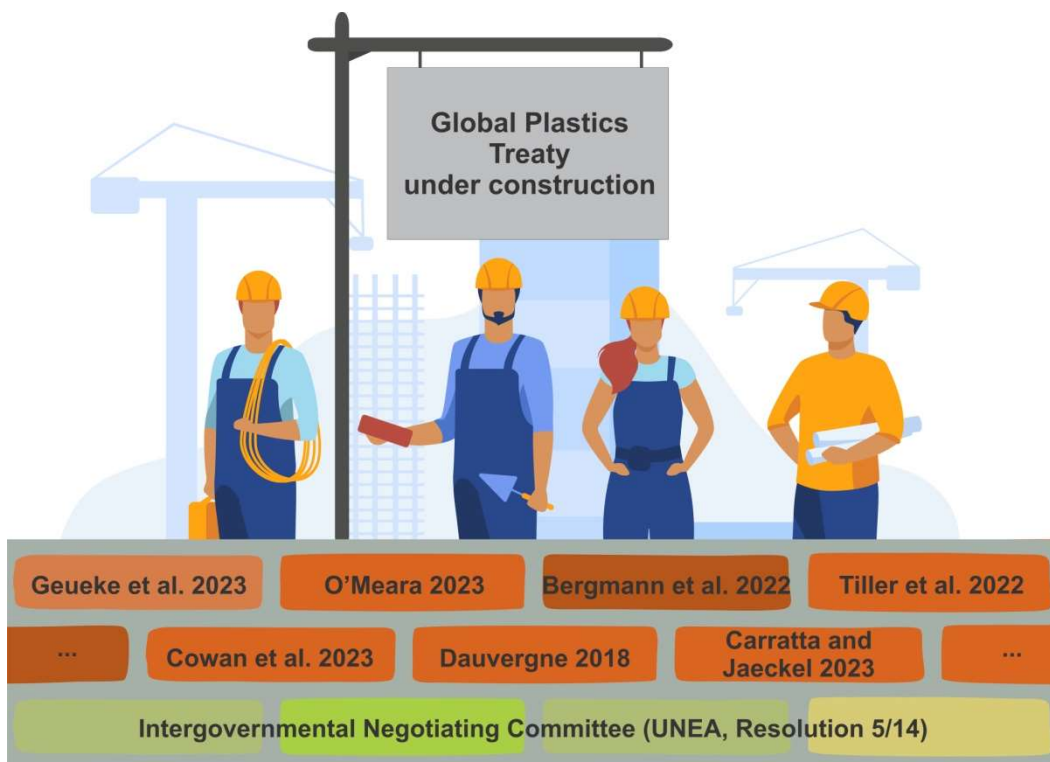 Global Plastics
Treaty
under construction
Geueke et al. 2023
O’Meara 2023
Bergmann et al. 2022
Tiller et al. 2022
...
Cowan et al. 2023
Dauvergne 2018
Carratta and
Jaeckel 2023
...
Intergovernmental Negotiating Committee (UNEA, Resolution 5/14)